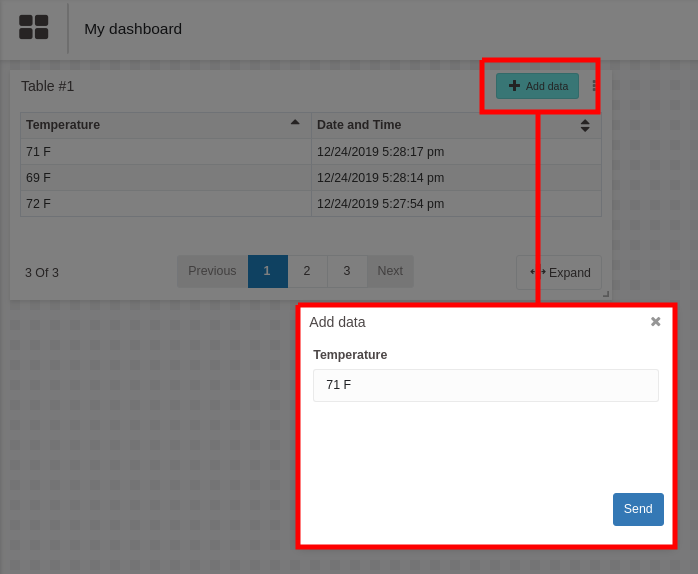 My dashboard
Table #1
Add data
Temperature Date and Time
71 F 12/24/2019 5:28:17 pm
69 F 12/24/2019 5:28:14 pm
72 F 12/24/2019 5:27:54 pm
3 Of 3 Previous 1 2 3 Next Expand
Add data
Temperature
71 F
Send